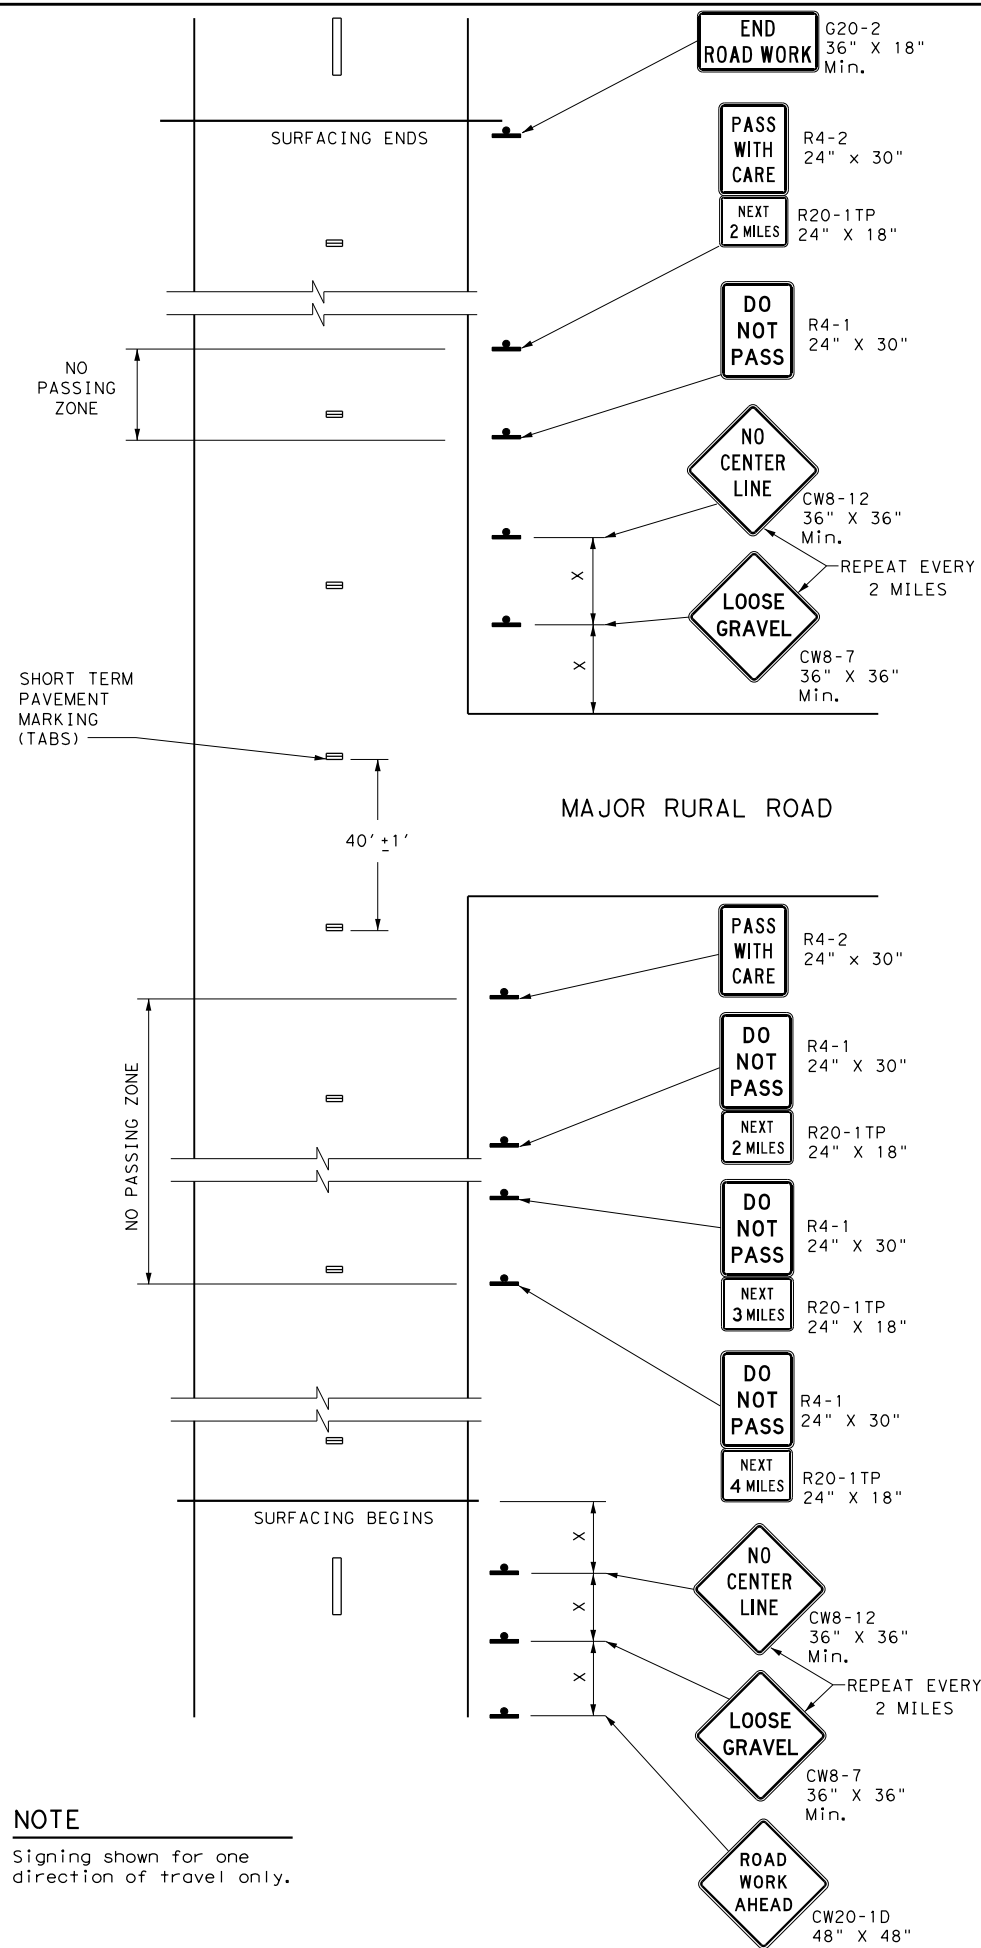 END
ROAD WORK
G20-2
36" X 18"
Min.
SURFACING ENDS
PASS
WITH
CARE
R4-2
24" x 30"
NEXT
2 MILES
R20-1TP
24" X 18"
DO
NOT
PASS
R4-1
24" X 30"
NO
PASSING
ZONE
NO
CENTER
LINE
CW8-12
36" X 36"
Min.
X
REPEAT EVERY
2 MILES
LOOSE
GRAVEL
CW8-7
36" X 36"
Min.
X
SHORT TERM
PAVEMENT
MARKING
(TABS)
MAJOR RURAL ROAD
40' ±1'
PASS
WITH
CARE
R4-2
24" x 30"
NO PASSING ZONE
DO
NOT
PASS
R4-1
24" X 30"
NEXT
2 MILES
R20-1TP
24" X 18"
DO
NOT
PASS
R4-1
24" X 30"
NEXT
3 MILES
R20-1TP
24" X 18"
DO
NOT
PASS
R4-1
24" X 30"
NEXT
4 MILES
R20-1TP
24" X 18"
SURFACING BEGINS
X
NO
CENTER
LINE
CW8-12
36" X 36"
Min.
X
REPEAT EVERY
2 MILES
X
LOOSE
GRAVEL
CW8-7
36" X 36"
Min.
NOTE
Signing shown for one
direction of travel only.
ROAD
WORK
AHEAD
CW20-1D
48" X 48"